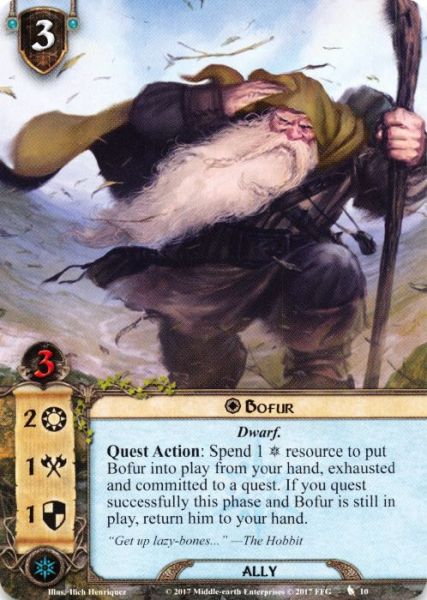 3
3
2
1
1
Bofur
Dwarf.
Quest Action: Spend 1 resource to put
Bofur into play from your hand, exhausted
and committed to a quest. If you quest
successfully this phase and Bofur is still in
play, return him to your hand.
“Get up lazy-bones...” —The Hobbit
ALLY
Illus. Ilich Henriquez © 2017 Middle-earth Enterprises © 2017 FFG 10